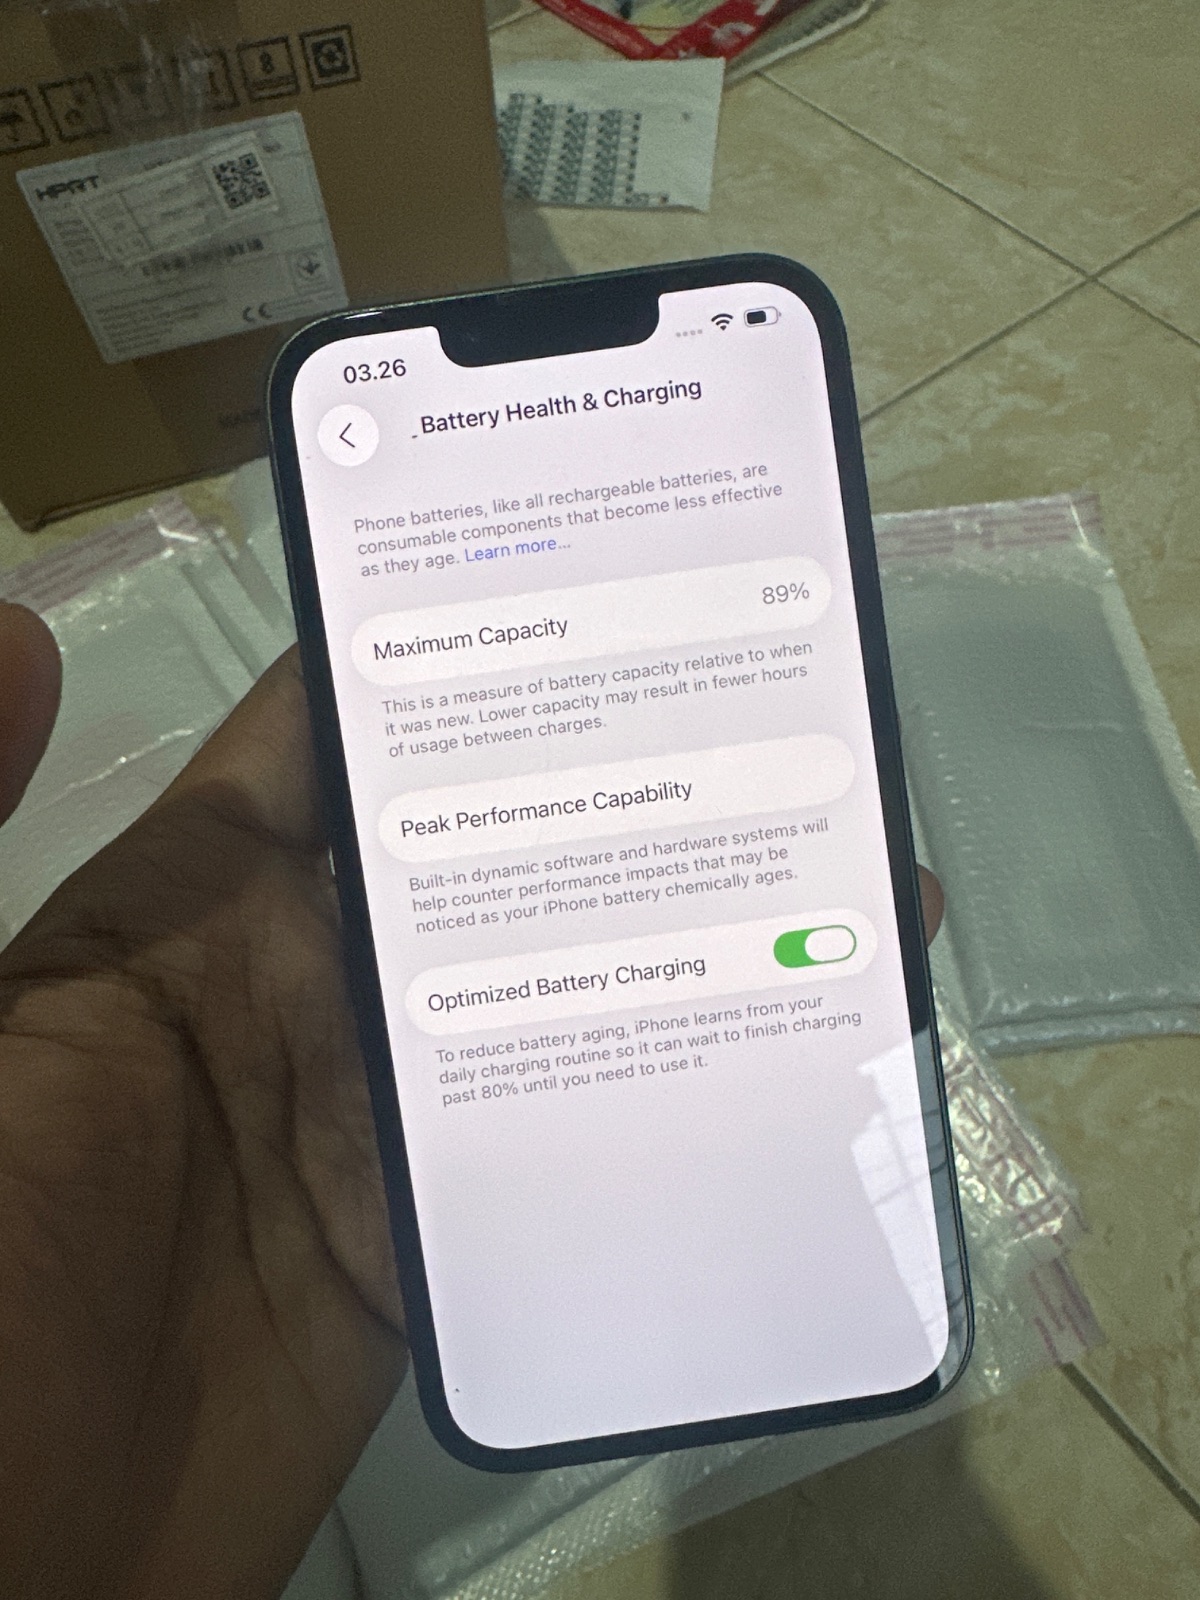 HPRT
CE
03.26
Battery Health & Charging
Phone batteries, like all rechargeable batteries, are
consumable components that become less effective
as they age. Learn more...
Maximum Capacity 89%
This is a measure of battery capacity relative to when
it was new. Lower capacity may result in fewer hours
of usage between charges.
Peak Performance Capability
Built-in dynamic software and hardware systems will
help counter performance impacts that may be
noticed as your iPhone battery chemically ages.
Optimized Battery Charging
To reduce battery aging, iPhone learns from your
daily charging routine so it can wait to finish charging
past 80% until you need to use it.